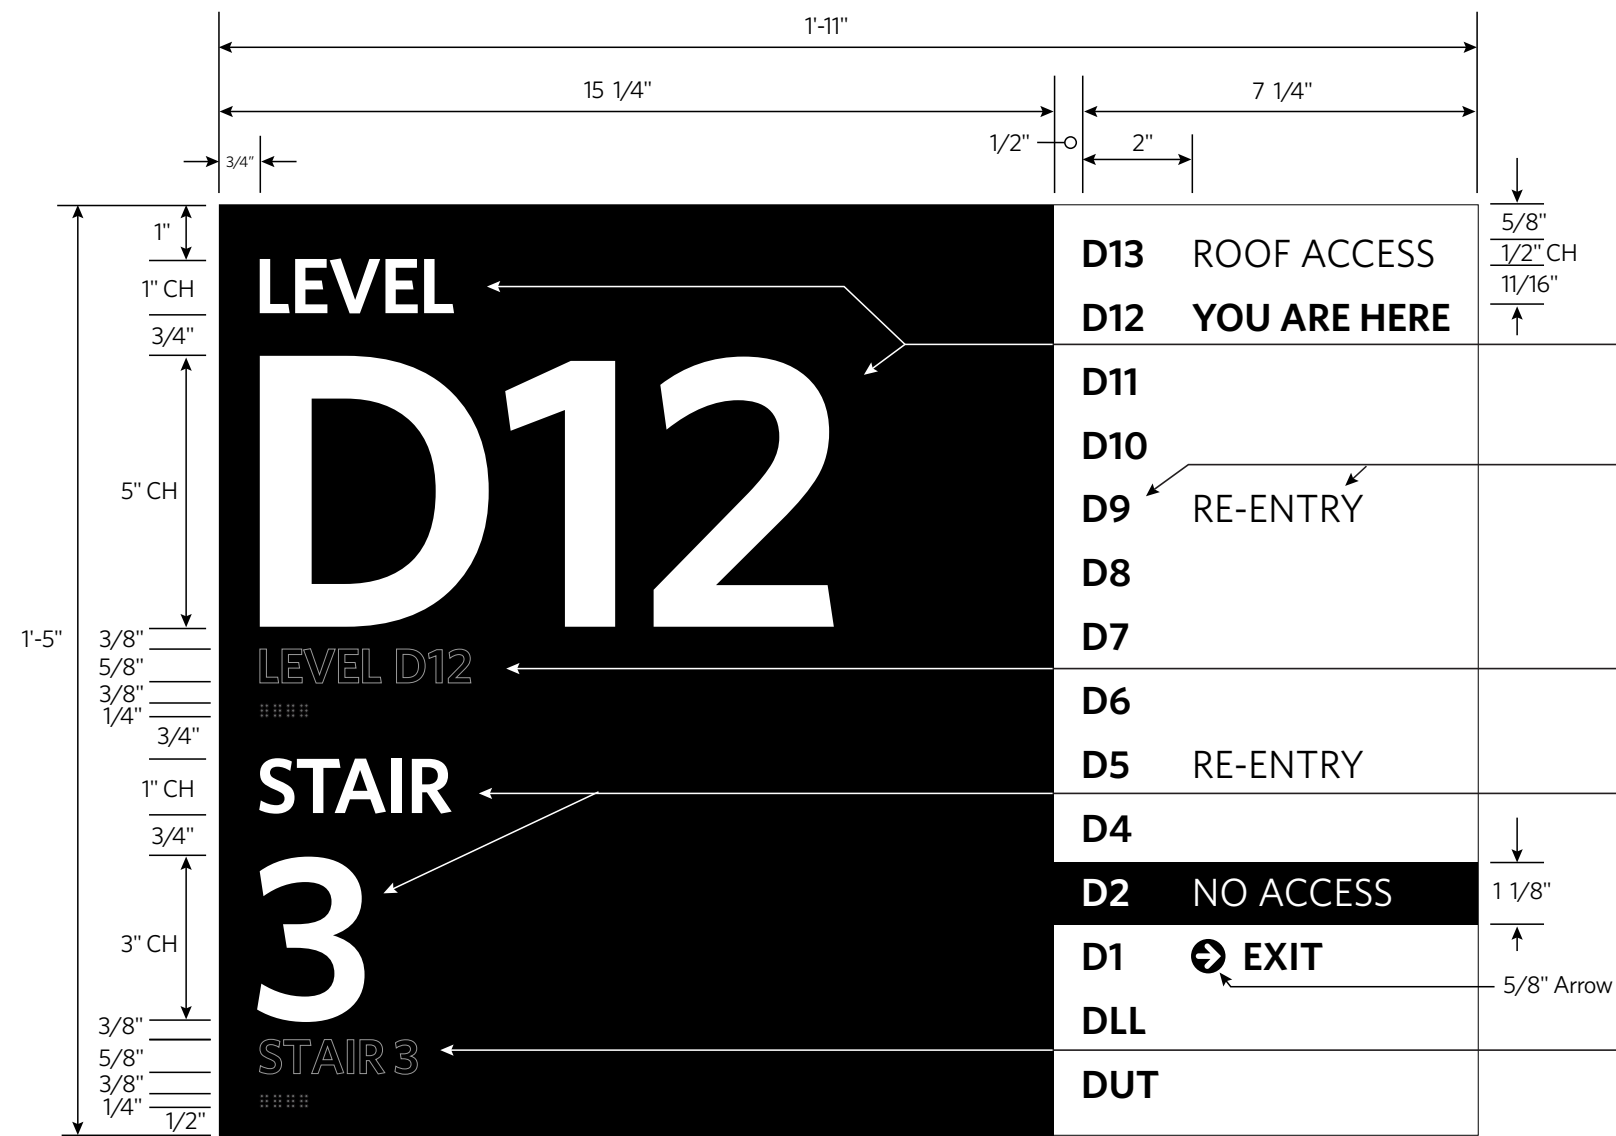 1'-11"
15 1/4"
7 1/4"
1/2"
2"
3/4"
1"
1" CH
3/4"
5" CH
1'-5"
3/8"
5/8"
3/8"
1/4"
3/4"
1" CH
3/4"
3" CH
3/8"
5/8"
3/8"
1/4"
1/2"
LEVEL
D12
LEVEL D12
STAIR
3
STAIR 3
D13 ROOF ACCESS
D12 YOU ARE HERE
D11
D10
D9 RE-ENTRY
D8
D7
D6
D5 RE-ENTRY
D4
D2 NO ACCESS
D1 EXIT
DLL
DUT
5/8"
1/2" CH
11/16"
1 1/8"
5/8" Arrow